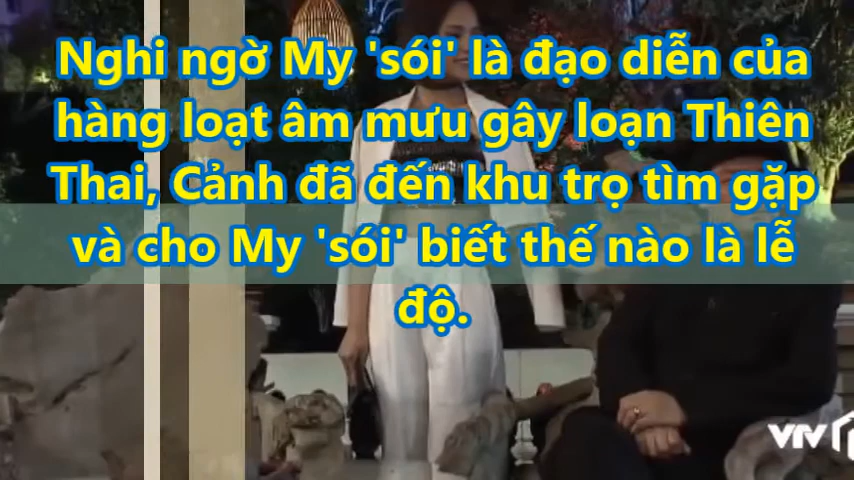 Nghi ngờ My 'sói' là đạo diễn của
hàng loạt âm mưu gây loạn Thiên
Thai, Cảnh đã đến khu trọ tìm gặp
và cho My 'sói' biết thế nào là lễ
độ.
VTV